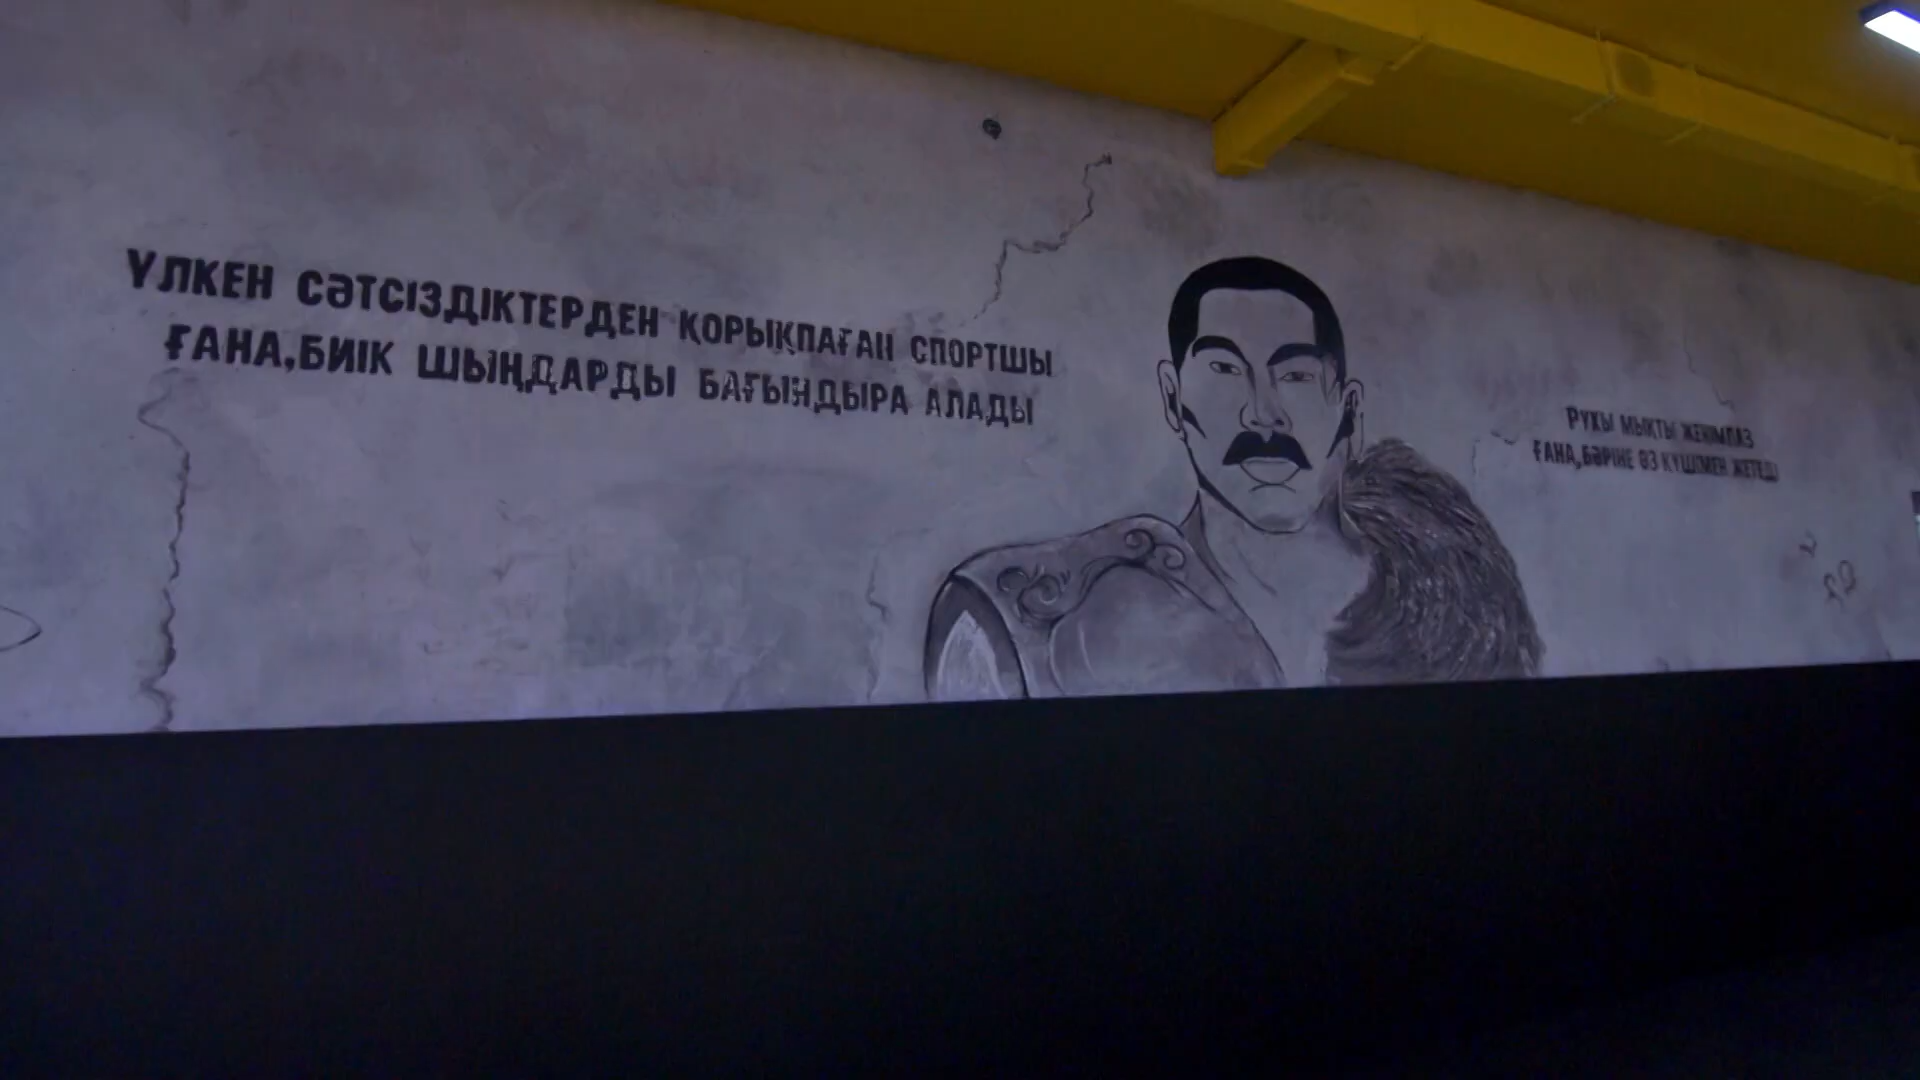 ҮЛКЕН СӘТСІЗДІКТЕРДЕН ҚОРЫҚПАҒАН СПОРТШЫ
ҒАНА,БИІК ШЫҢДАРДЫ БАҒЫНДЫРА АЛАДЫ
РУХЫ МЫҚТЫ ЖЕҢІМПАЗ
ҒАНА,БӘРІНЕ ӨЗ КҮШІМЕН ЖЕТЕДІ